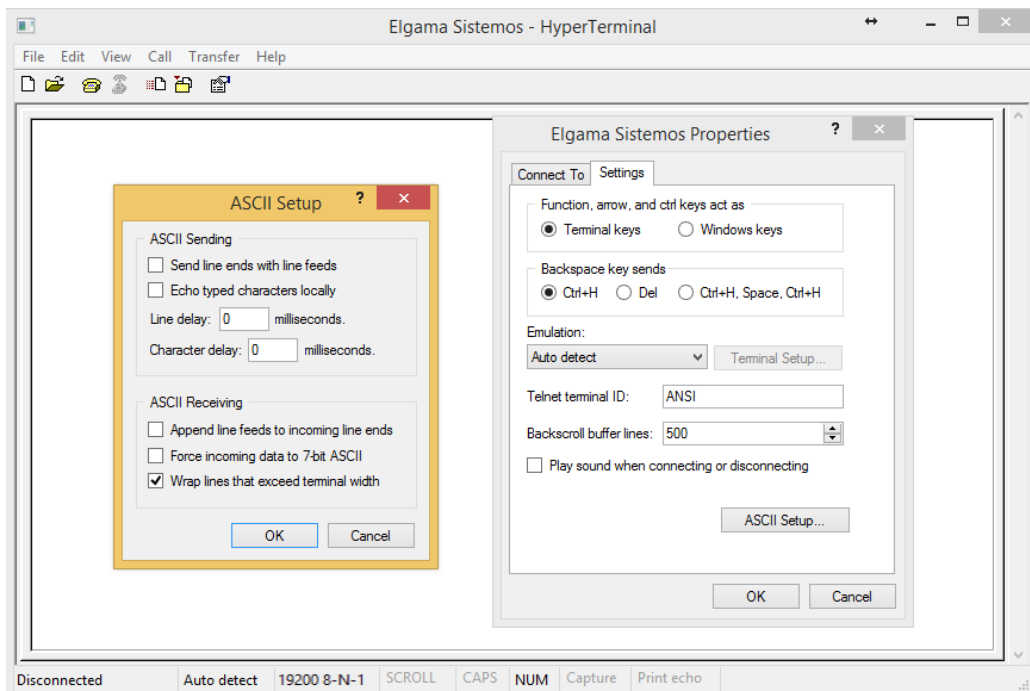 Elgama Sistemos - HyperTerminal
File Edit View Call Transfer Help
ASCII Setup ?
ASCII Sending
Send line ends with line feeds
Echo typed characters locally
Line delay: 0 milliseconds.
Character delay: 0 milliseconds.
ASCII Receiving
Append line feeds to incoming line ends
Force incoming data to 7-bit ASCII
Wrap lines that exceed terminal width
OK Cancel
Elgama Sistemos Properties ?
Connect To Settings
Function, arrow, and ctrl keys act as
Terminal keys Windows keys
Backspace key sends
Ctrl+H Del Ctrl+H, Space, Ctrl+H
Emulation:
Auto detect Terminal Setup...
Telnet terminal ID: ANSI
Backscroll buffer lines: 500
Play sound when connecting or disconnecting
ASCII Setup...
OK Cancel
Disconnected Auto detect 19200 8-N-1 SCROLL CAPS NUM Capture Print echo